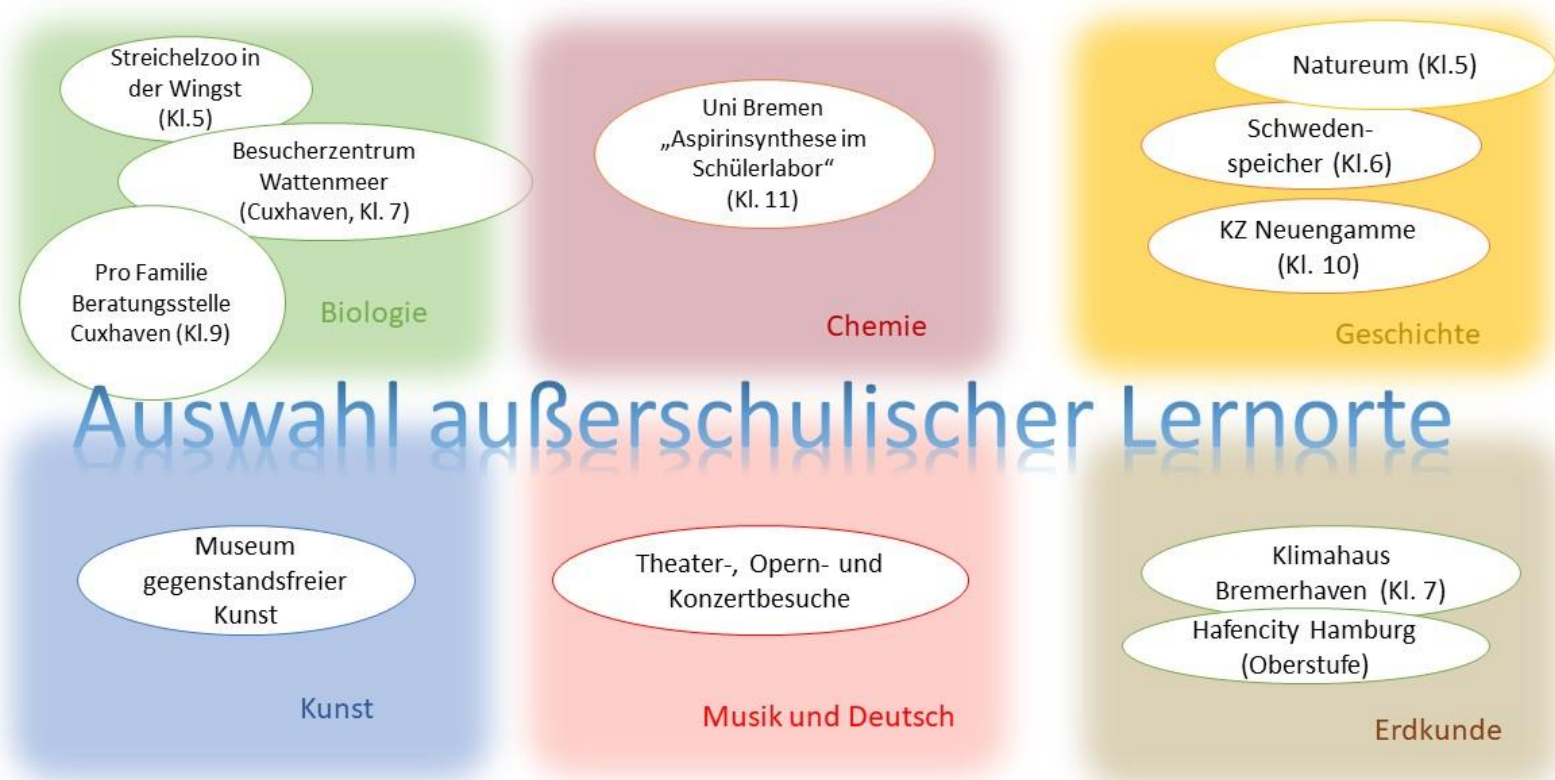 Streichelzoo in
der Wingst
(Kl.5)
Besucherzentrum
Wattenmeer
(Cuxhaven, Kl. 7)
Pro Familie
Beratungsstelle
Cuxhaven (Kl.9)
Biologie
Uni Bremen
„Aspirinsynthese im
Schülerlabor“
(Kl. 11)
Chemie
Natureum (Kl.5)
Schweden-
speicher (Kl.6)
KZ Neuengamme
(Kl. 10)
Geschichte
Auswahl außerschulischer Lernorte
Museum
gegenstandsfreier
Kunst
Kunst
Theater-, Opern- und
Konzertbesuche
Musik und Deutsch
Klimahaus
Bremerhaven (Kl. 7)
Hafencity Hamburg
(Oberstufe)
Erdkunde